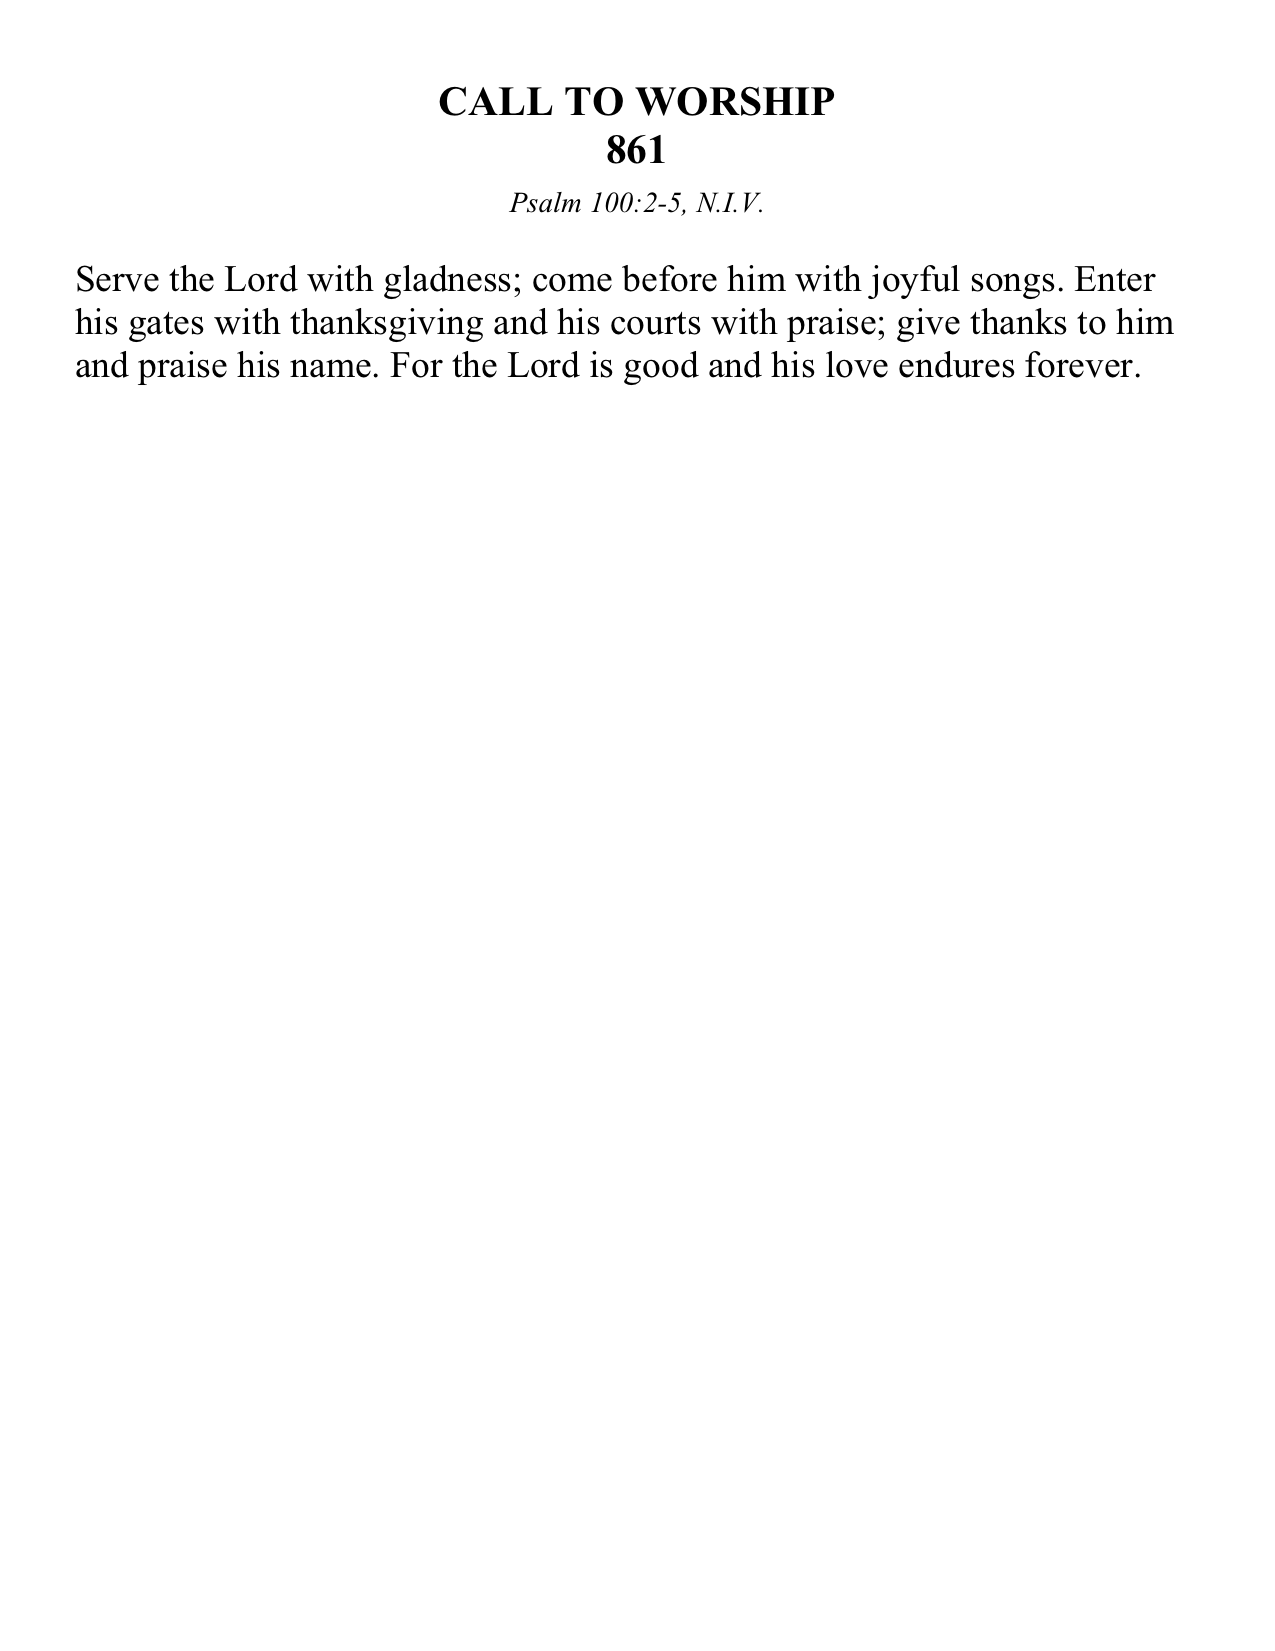 CALL TO WORSHIP
861
Psalm 100:2-5, N.I.V.
Serve the Lord with gladness; come before him with joyful songs. Enter
his gates with thanksgiving and his courts with praise; give thanks to him
and praise his name. For the Lord is good and his love endures forever.